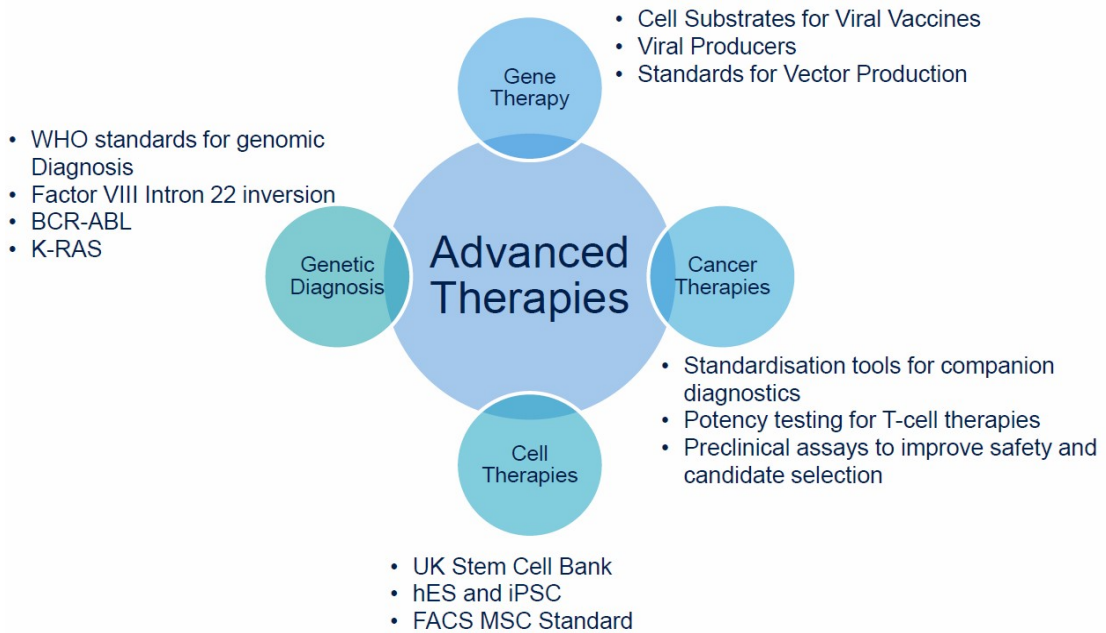 • Cell Substrates for Viral Vaccines
• Viral Producers
• Standards for Vector Production
Gene
Therapy
• WHO standards for genomic
Diagnosis
• Factor VIII Intron 22 inversion
• BCR-ABL
• K-RAS
Genetic
Diagnosis
Advanced
Therapies
Cancer
Therapies
• Standardisation tools for companion
diagnostics
• Potency testing for T-cell therapies
• Preclinical assays to improve safety and
candidate selection
Cell
Therapies
• UK Stem Cell Bank
• hES and iPSC
• FACS MSC Standard